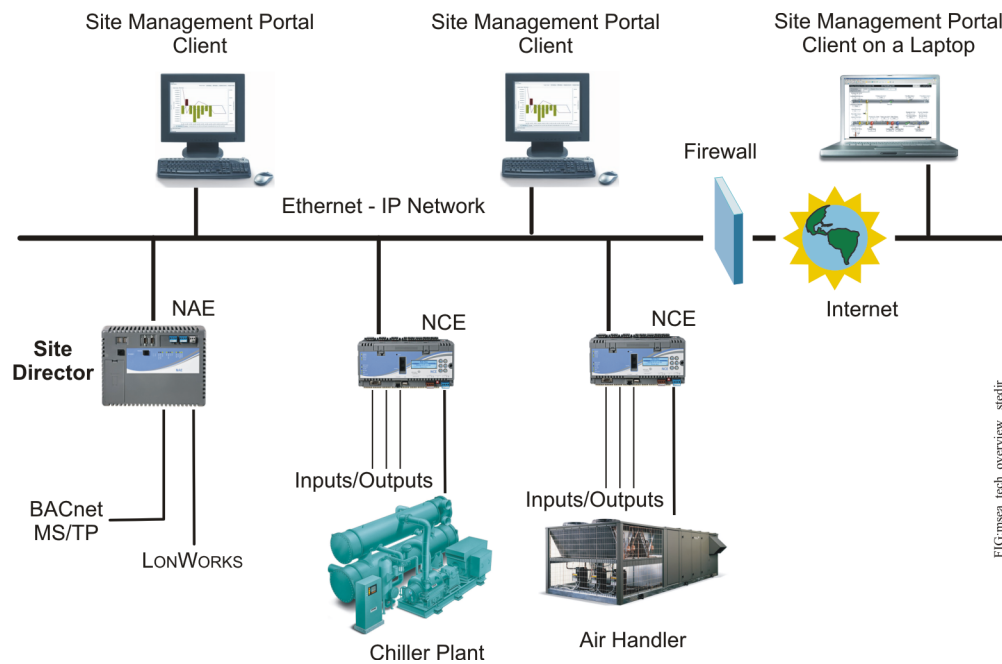 Site Management Portal
Client
Site Management Portal
Client
Site Management Portal
Client on a Laptop
Firewall
Ethernet - IP Network
Internet
NAE
Site
Director
NCE
NCE
Inputs/Outputs
Inputs/Outputs
BACnet
MS/TP
LONWORKS
Chiller Plant
Air Handler
FIG:msea_tech_overview_stedir